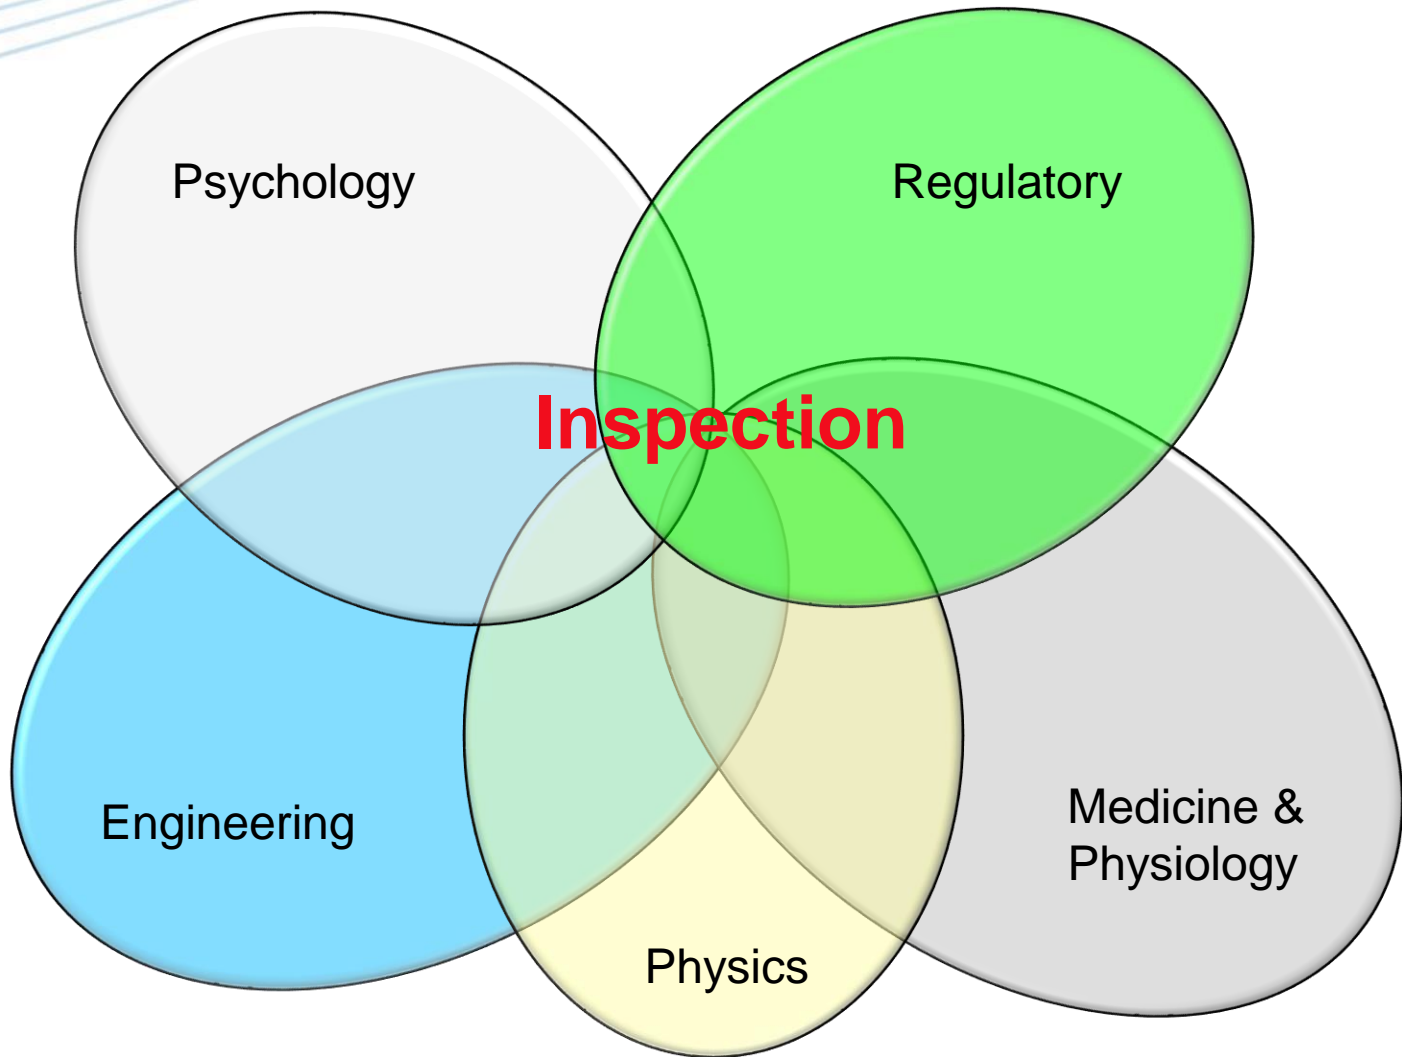 Psychology
Regulatory
Inspection
Engineering
Medicine &
Physiology
Physics